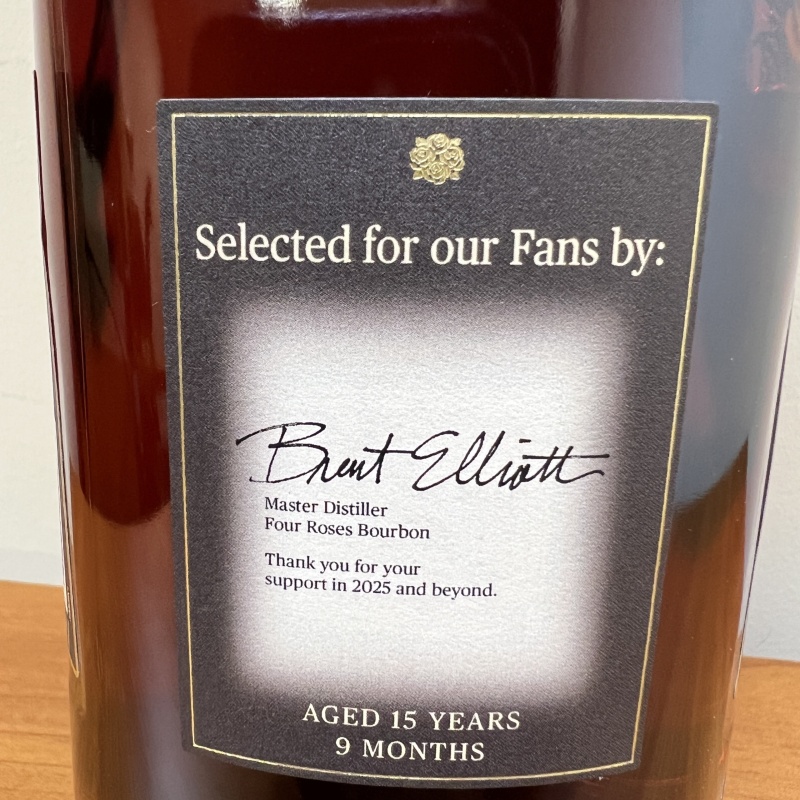 Selected for our Fans by:
Brent Elliott
Master Distiller
Four Roses Bourbon
Thank you for your
support in 2025 and beyond.
AGED 15 YEARS
9 MONTHS